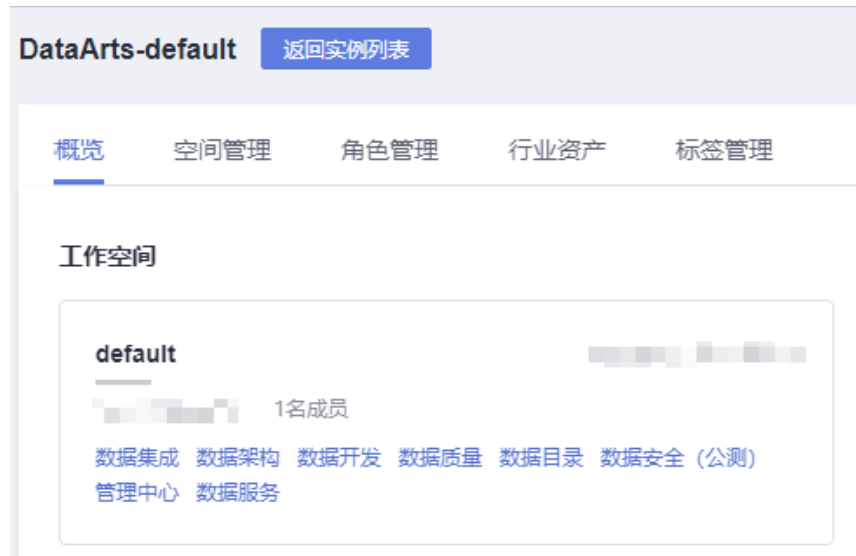 DataArts-default 返回实例列表
概览 空间管理 角色管理 行业资产 标签管理
工作空间
default
1名成员
数据集成 数据架构 数据开发 数据质量 数据目录 数据安全（公测）
管理中心 数据服务